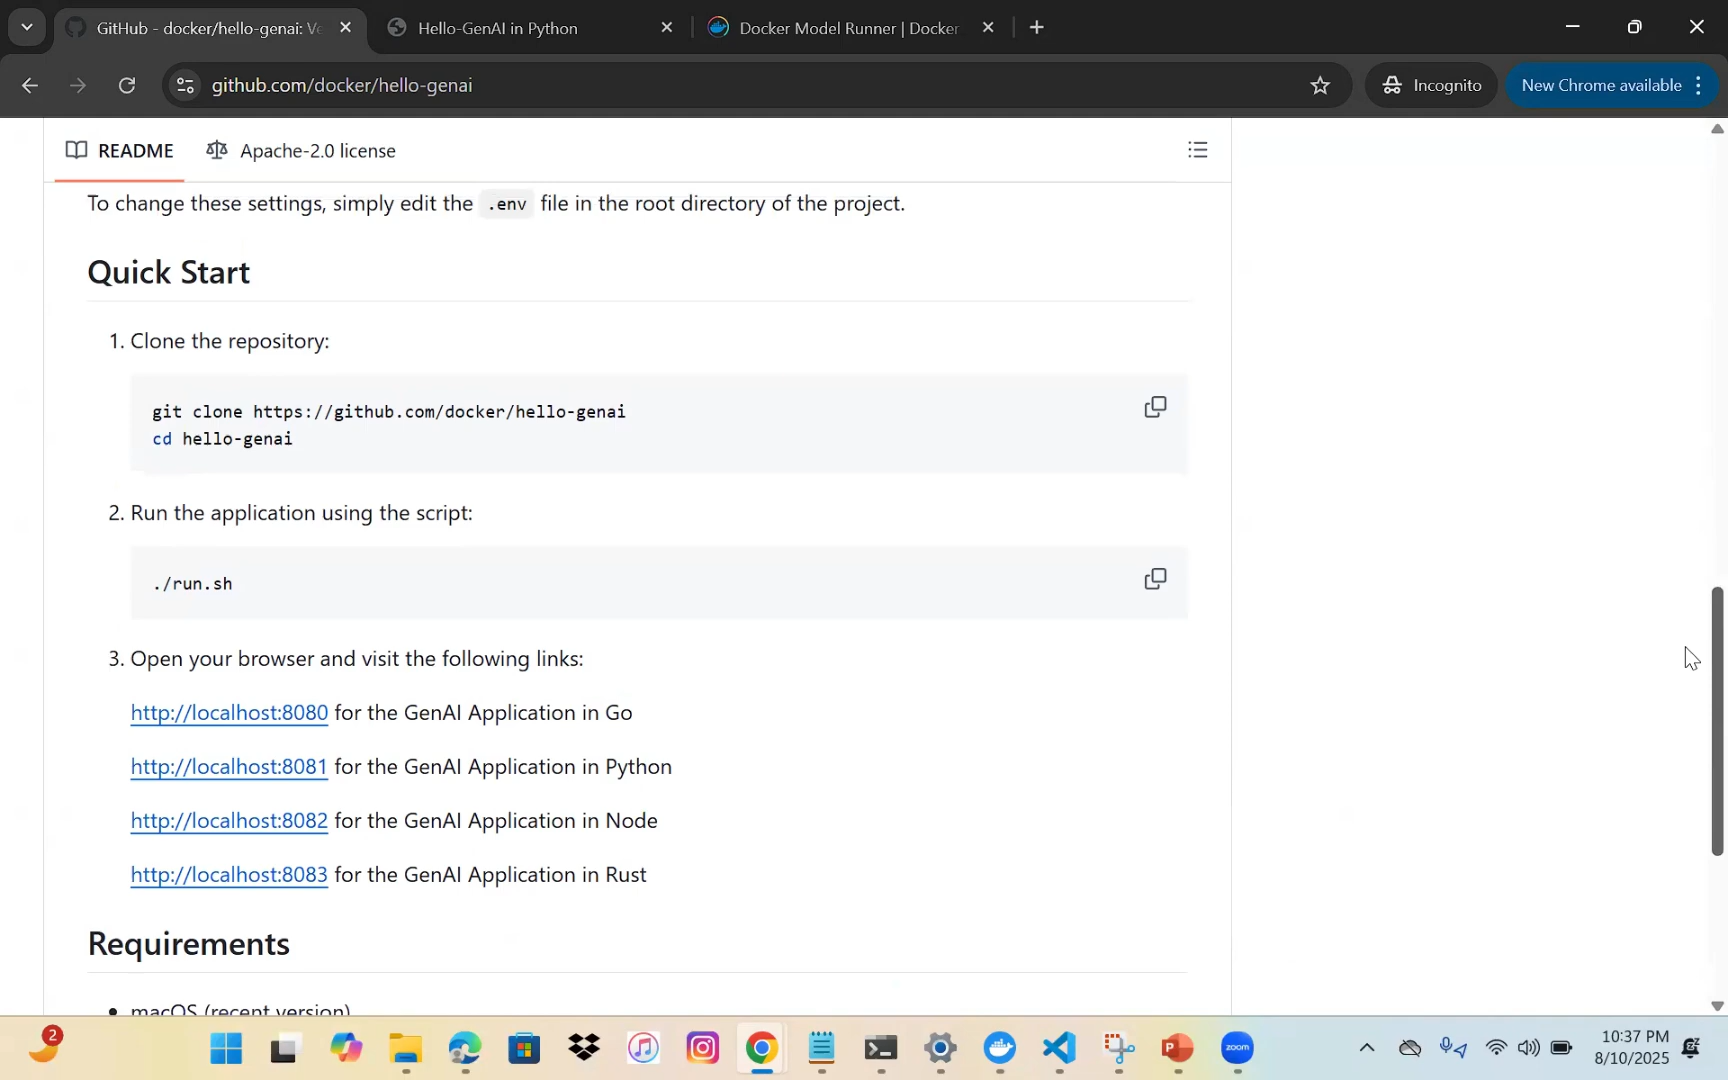 GitHub - docker/hello-genai: Ve
Hello-GenAI in Python
Docker Model Runner | Docker
github.com/docker/hello-genai
Incognito
New Chrome available
README
Apache-2.0 license
To change these settings, simply edit the .env file in the root directory of the project.
Quick Start
1. Clone the repository:
git clone https://github.com/docker/hello-genai
cd hello-genai
2. Run the application using the script:
./run.sh
3. Open your browser and visit the following links:
http://localhost:8080 for the GenAI Application in Go
http://localhost:8081 for the GenAI Application in Python
http://localhost:8082 for the GenAI Application in Node
http://localhost:8083 for the GenAI Application in Rust
Requirements
macOS (recent version)
2
zoom
10:37 PM
8/10/2025